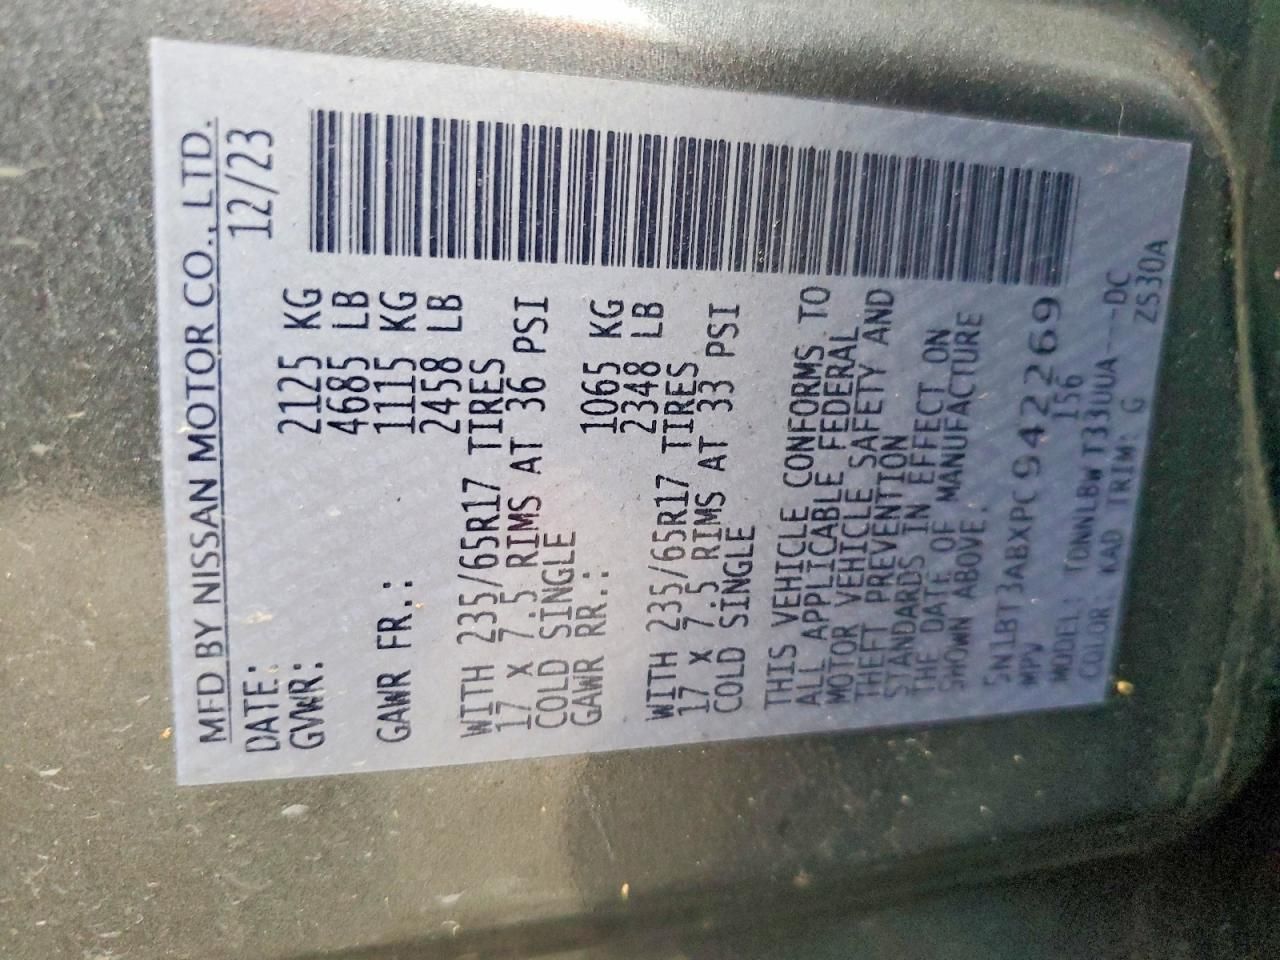 MFD BY NISSAN MOTOR CO., LTD.
DATE: 12/23
GVWR: 2125 KG
4685 LB
GAWR FR.: 1115 KG
2458 LB
WITH 235/65R17 TIRES
17 X 7.5 RIMS AT 36 PSI
COLD SINGLE
GAWR RR.: 1065 KG
2348 LB
WITH 235/65R17 TIRES
17 X 7.5 RIMS AT 33 PSI
COLD SINGLE
THIS VEHICLE CONFORMS TO
ALL APPLICABLE FEDERAL
MOTOR VEHICLE SAFETY AND
THEFT PREVENTION
STANDARDS IN EFFECT ON
THE DATE OF MANUFACTURE
SHOWN ABOVE.
5N1BT3ABXPC942269
MPV 156
MODEL: TDNNLBWT33UUA----DC
COLOR: KAD TRIM: G ZS30A